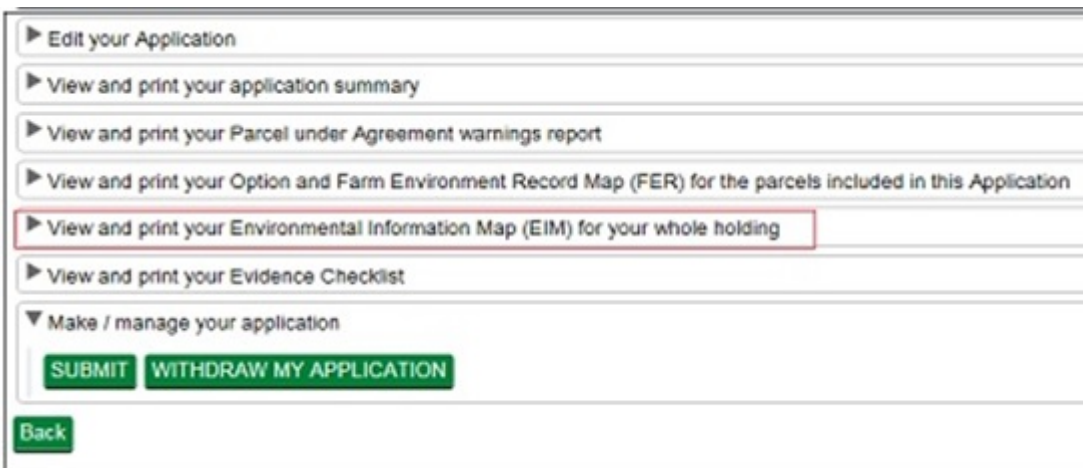 Edit your Application
View and print your application summary
View and print your Parcel under Agreement warnings report
View and print your Option and Farm Environment Record Map (FER) for the parcels included in this Application
View and print your Environmental Information Map (EIM) for your whole holding
View and print your Evidence Checklist
Make / manage your application
SUBMIT WITHDRAW MY APPLICATION
Back